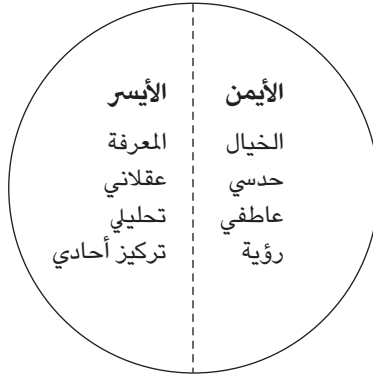 الأيمن
الخيال
حدسي
عاطفي
رؤية
الأيسر
المعرفة
عقلاني
تحليلي
تركيز أحادي